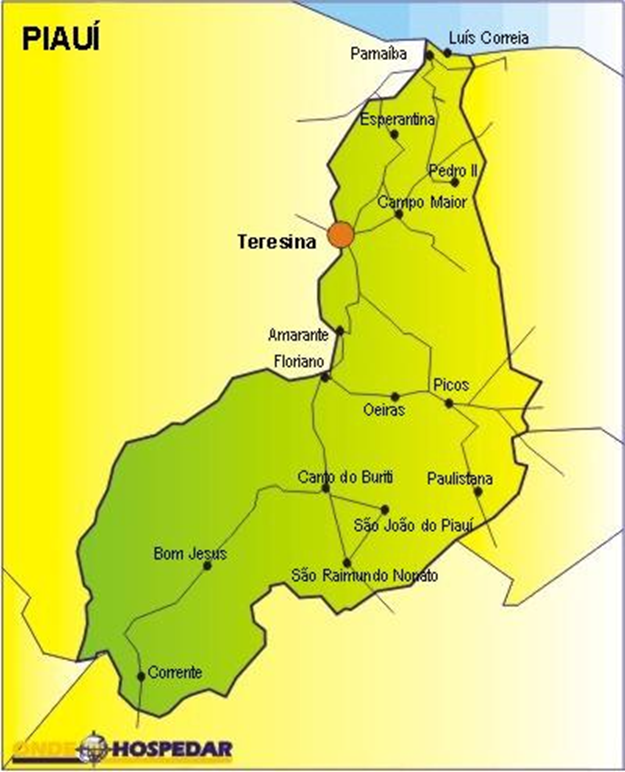 PIAUÍ
Luís Correia
Parnaíba
Esperantina
Pedro II
Campo Maior
Teresina
Amarante
Floriano
Picos
Oeiras
Canto do Buriti
Paulistana
São João do Piauí
Bom Jesus
São Raimundo Nonato
Corrente
ONDE HOSPEDAR